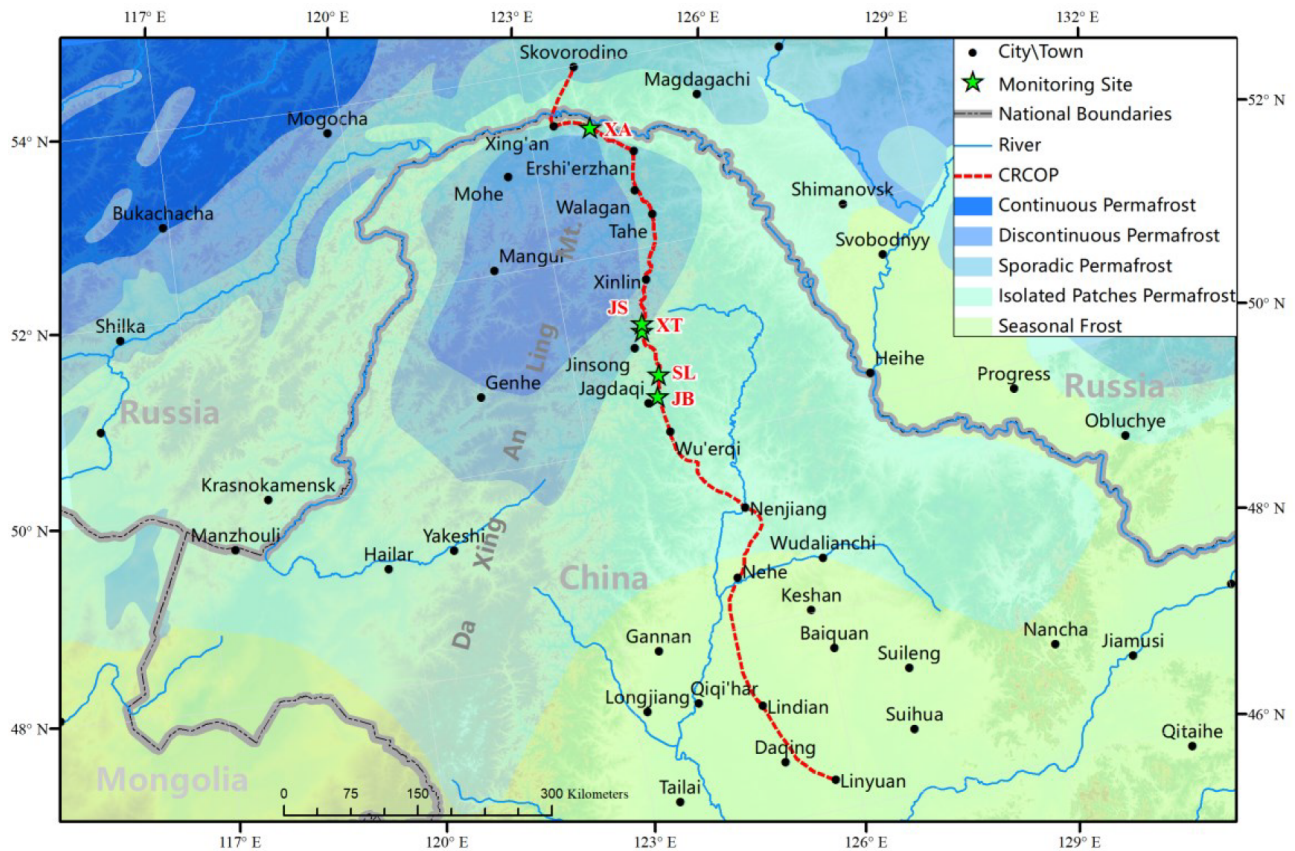 117° E
120° E
123° E
126° E
129° E
132° E
Skovorodino
Magdagachi
Mogocha
XA
Xing'an
Ershi'erzhan
Mohe
Bukachacha
Walagan
Tahe
Shimanovsk
Svobodnyy
Mangui
Mt.
Xinlin
JS
XT
Shilka
Ling
Jinsong
SL
Jagdaqi
JB
Genhe
Heihe
Progress
Russia
Russia
Obluchye
An
Wu'erqi
Krasnokamensk
Nenjiang
Manzhouli
Yakeshi
Hailar
Xing
Wudalianchi
China
Nehe
Keshan
Da
Gannan
Baiquan
Suileng
Nancha
Jiamusi
Longjiang
Qiqi'har
Lindian
Suihua
Qitaihe
Daqing
Linyuan
Mongolia
Tailai
City\Town
Monitoring Site
National Boundaries
River
CRCOP
Continuous Permafrost
Discontinuous Permafrost
Sporadic Permafrost
Isolated Patches Permafrost
Seasonal Frost
54° N
52° N
50° N
48° N
52° N
50° N
48° N
46° N
0 75 150 300 Kilometers
117° E
120° E
123° E
126° E
129° E